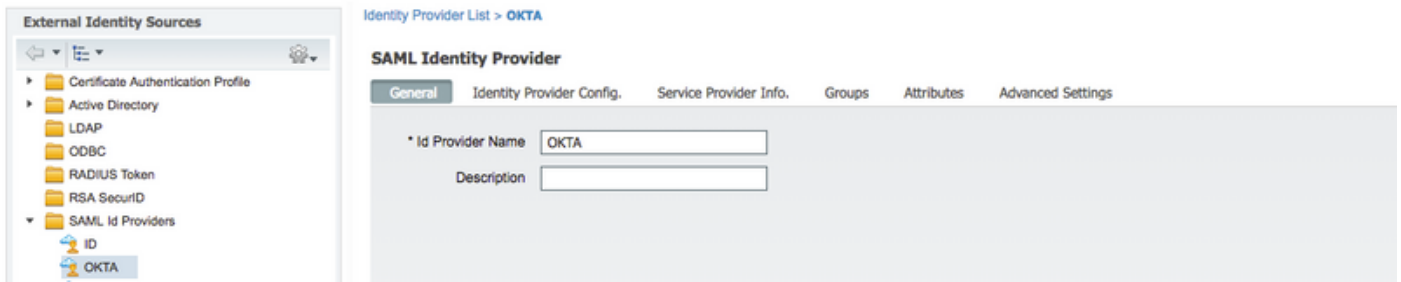 External Identity Sources
Certificate Authentication Profile
Active Directory
LDAP
ODBC
RADIUS Token
RSA SecurID
SAML Id Providers
ID
OKTA
Identity Provider List > OKTA
SAML Identity Provider
General Identity Provider Config. Service Provider Info. Groups Attributes Advanced Settings
* Id Provider Name OKTA
Description